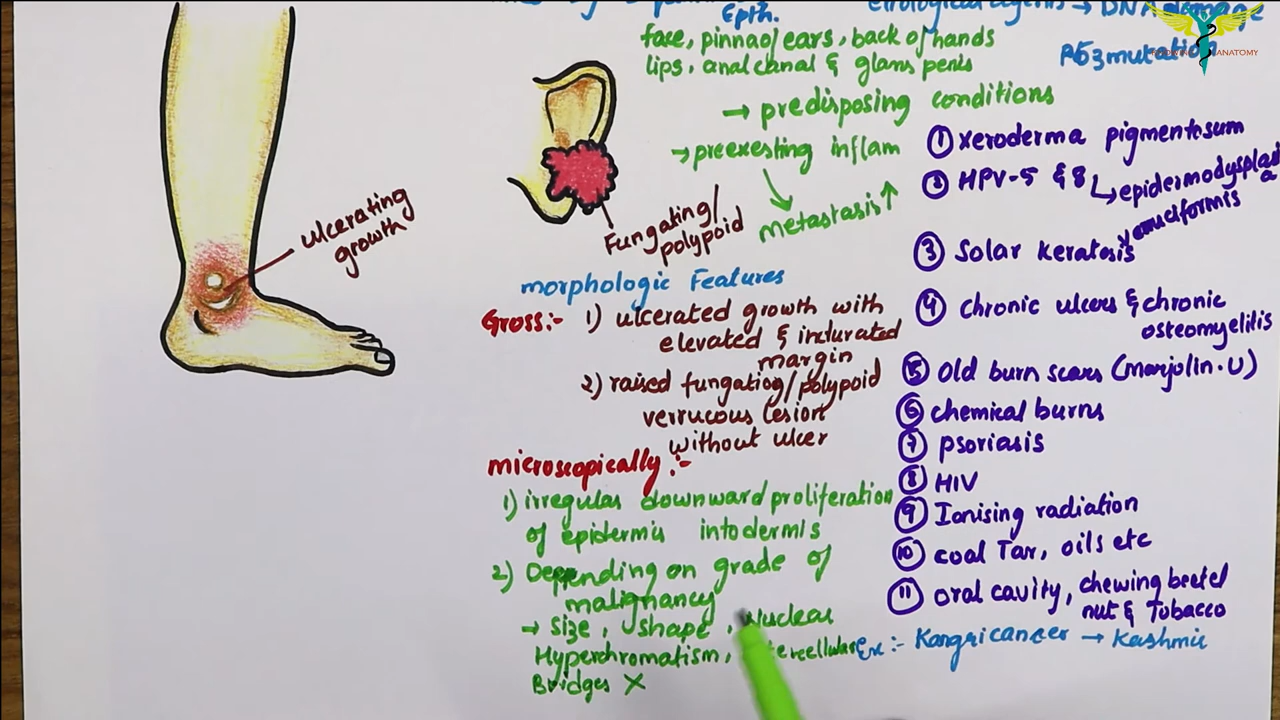 Epth.
face, pinna of ears, back of hands
lips, anal canal & glans penis
→ DNA damage
P53 mutation
ANATOMY
→ predisposing conditions
→ preexesting inflam
metastasis ↑
Ulcerating
growth
Fungating/
polypoid
morphologic Features
Gross:- 1) ulcerated growth with
elevated & indurated
margin
2) raised fungating/polypoid
verrucous lesion
without ulcer
microscopically :-
1) irregular downward proliferation
of epidermis into dermis
2) Depending on grade of
malignancy
→ Size, shape, Nuclear
Hyperchromatism,
Bridges X
① xeroderma pigmentosum
② HPV-5 & 8
③ Solar keratosis
④ chronic ulcers & chronic
osteomyelitis
⑤ Old burn scars (marjolin.U)
⑥ chemical burns
⑦ psoriasis
⑧ HIV
⑨ Ionising radiation
⑩ coal Tar, oils etc
⑪ oral cavity, chewing beetel
nut & Tobacco
Ex:- Kangri cancer → Kashmir